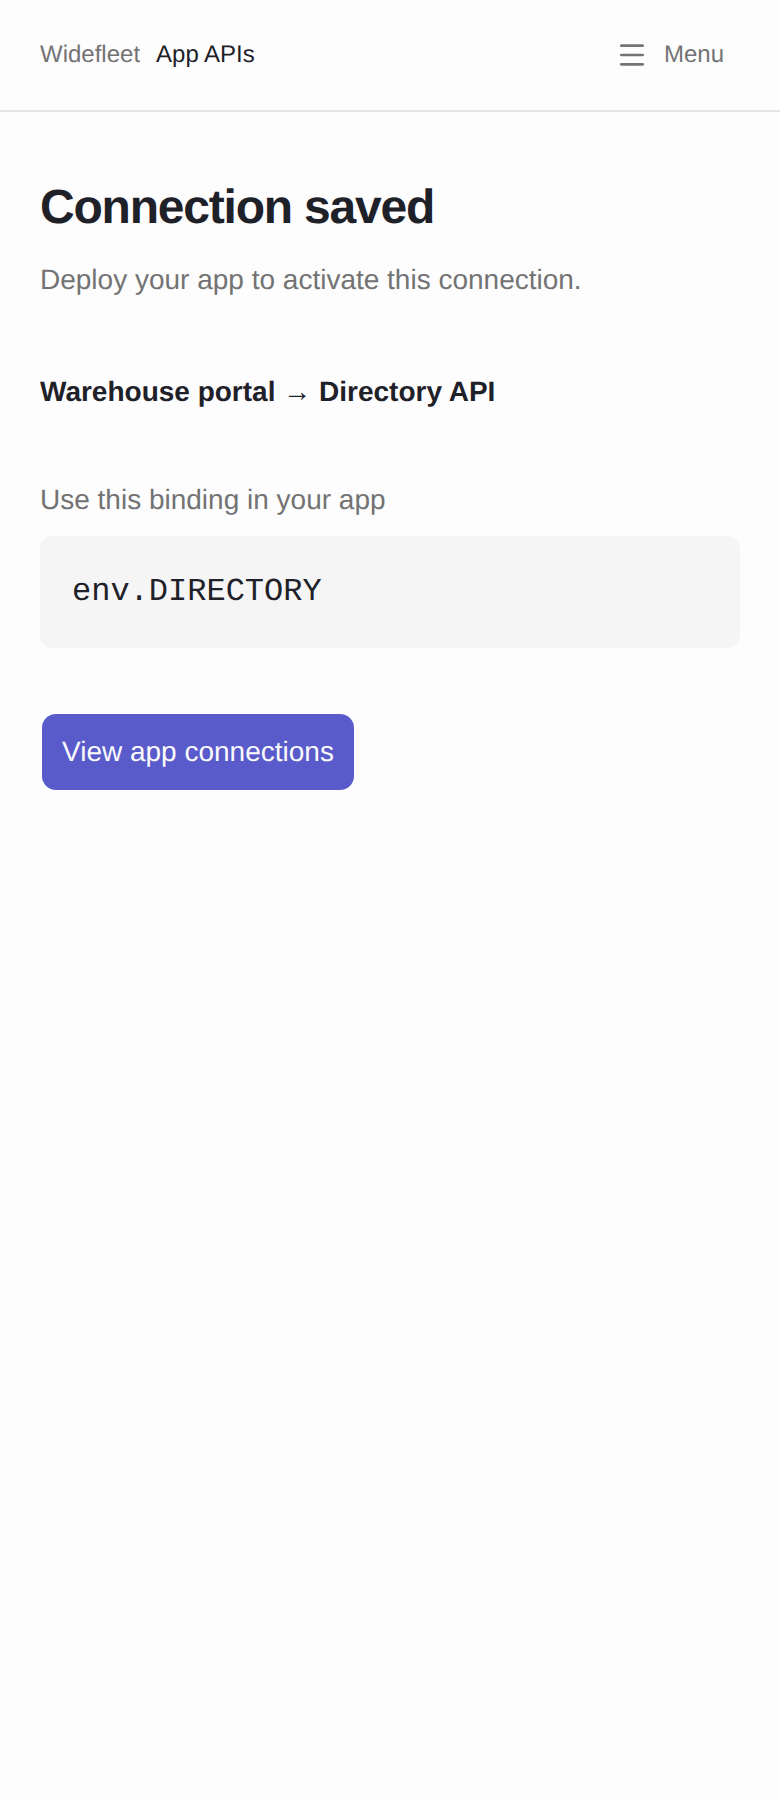 Widefleet App APIs Menu
Connection saved
Deploy your app to activate this connection.
Warehouse portal → Directory API
Use this binding in your app
env.DIRECTORY
View app connections